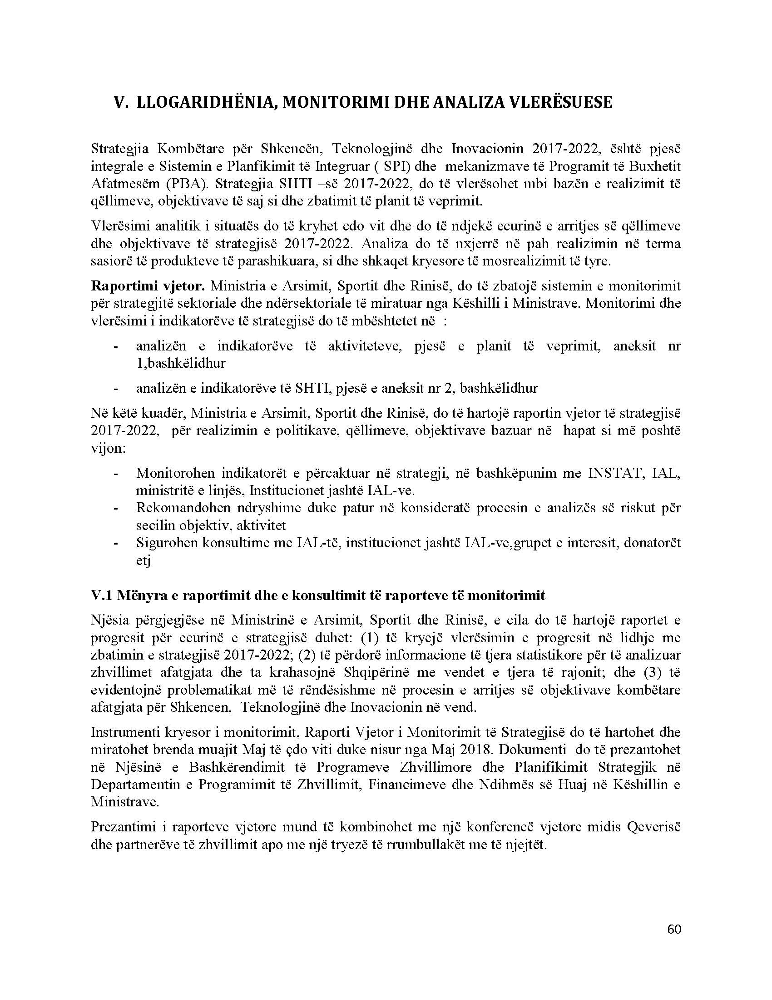 V. LLOGARIDHËNIA, MONITORIMI DHE ANALIZA VLERËSUESE
Strategjia Kombëtare për Shkencën, Teknologjinë dhe Inovacionin 2017-2022, është pjesë
integrale e Sistemin e Planfikimit të Integruar ( SPI) dhe mekanizmave të Programit të Buxhetit
Afatmesëm (PBA). Strategjia SHTI –së 2017-2022, do të vlerësohet mbi bazën e realizimit të
qëllimeve, objektivave të saj si dhe zbatimit të planit të veprimit.
Vlerësimi analitik i situatës do të kryhet cdo vit dhe do të ndjekë ecurinë e arritjes së qëllimeve
dhe objektivave të strategjisë 2017-2022. Analiza do të nxjerrë në pah realizimin në terma
sasiorë të produkteve të parashikuara, si dhe shkaqet kryesore të mosrealizimit të tyre.
Raportimi vjetor. Ministria e Arsimit, Sportit dhe Rinisë, do të zbatojë sistemin e monitorimit
për strategjitë sektoriale dhe ndërsektoriale të miratuar nga Këshilli i Ministrave. Monitorimi dhe
vlerësimi i indikatorëve të strategjisë do të mbështetet në :
- analizën e indikatorëve të aktiviteteve, pjesë e planit të veprimit, aneksit nr
1,bashkëlidhur
- analizën e indikatorëve të SHTI, pjesë e aneksit nr 2, bashkëlidhur
Në këtë kuadër, Ministria e Arsimit, Sportit dhe Rinisë, do të hartojë raportin vjetor të strategjisë
2017-2022, për realizimin e politikave, qëllimeve, objektivave bazuar në hapat si më poshtë
vijon:
- Monitorohen indikatorët e përcaktuar në strategji, në bashkëpunim me INSTAT, IAL,
ministritë e linjës, Institucionet jashtë IAL-ve.
- Rekomandohen ndryshime duke patur në konsideratë procesin e analizës së riskut për
secilin objektiv, aktivitet
- Sigurohen konsultime me IAL-të, institucionet jashtë IAL-ve,grupet e interesit, donatorët
etj
V.1 Mënyra e raportimit dhe e konsultimit të raporteve të monitorimit
Njësia përgjegjëse në Ministrinë e Arsimit, Sportit dhe Rinisë, e cila do të hartojë raportet e
progresit për ecurinë e strategjisë duhet: (1) të kryejë vlerësimin e progresit në lidhje me
zbatimin e strategjisë 2017-2022; (2) të përdorë informacione të tjera statistikore për të analizuar
zhvillimet afatgjata dhe ta krahasojnë Shqipërinë me vendet e tjera të rajonit; dhe (3) të
evidentojnë problematikat më të rëndësishme në procesin e arritjes së objektivave kombëtare
afatgjata për Shkencen, Teknologjinë dhe Inovacionin në vend.
Instrumenti kryesor i monitorimit, Raporti Vjetor i Monitorimit të Strategjisë do të hartohet dhe
miratohet brenda muajit Maj të çdo viti duke nisur nga Maj 2018. Dokumenti do të prezantohet
në Njësinë e Bashkërendimit të Programeve Zhvillimore dhe Planifikimit Strategjik në
Departamentin e Programimit të Zhvillimit, Financimeve dhe Ndihmës së Huaj në Këshillin e
Ministrave.
Prezantimi i raporteve vjetore mund të kombinohet me një konferencë vjetore midis Qeverisë
dhe partnerëve të zhvillimit apo me një tryezë të rrumbullakët me të njejtët.
60